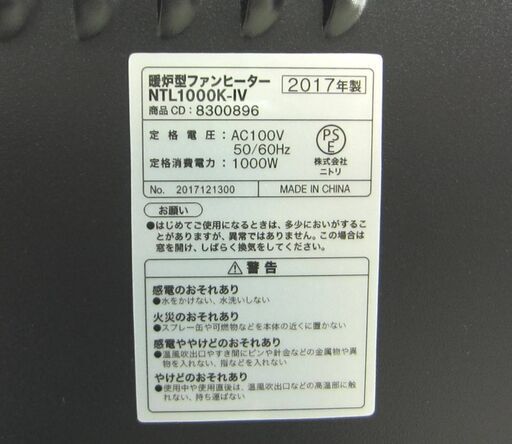 暖炉型ファンヒーター
NTL1000K-IV
2017年製
商品CD：8300896
定格電圧：AC100V
50/60Hz
定格消費電力：1000W
PSE
株式会社
ニトリ
No. 2017121300
MADE IN CHINA
お願い
●はじめてご使用になるときは、多少においがするこ
とがありますが、異常ではありません。この場合は
窓を開け、しばらく換気をしてください。
⚠警告
感電のおそれあり
●水をかけない、水洗いしない
火災のおそれあり
●スプレー缶や可燃物などを本体の近くに置かない
感電ややけどのおそれあり
●温風吹出口やすき間にピンや針金などの金属物や異
物を入れない、指などを入れない
やけどのおそれあり
●使用中や使用直後は、温風吹出口などの高温部に触
れない、持ち運ばない